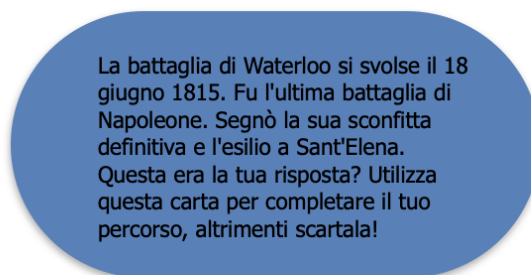 La battaglia di Waterloo si svolse il 18
giugno 1815. Fu l'ultima battaglia di
Napoleone. Segnò la sua sconfitta
definitiva e l'esilio a Sant'Elena.
Questa era la tua risposta? Utilizza
questa carta per completare il tuo
percorso, altrimenti scartala!